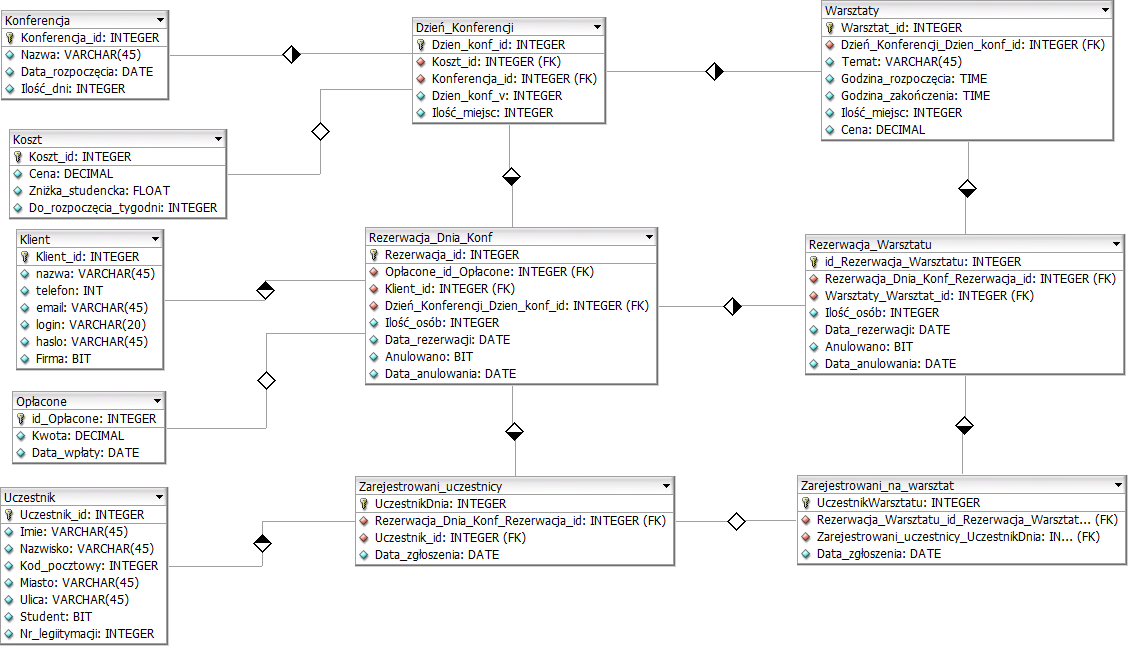 Konferencja
Konferencja_id: INTEGER
Nazwa: VARCHAR(45)
Data_rozpoczęcia: DATE
Ilość_dni: INTEGER
Dzień_Konferencji
Dzien_konf_id: INTEGER
Koszt_id: INTEGER (FK)
Konferencja_id: INTEGER (FK)
Dzien_konf_v: INTEGER
Ilość_miejsc: INTEGER
Warsztaty
Warsztat_id: INTEGER
Dzień_Konferencji_Dzien_konf_id: INTEGER (FK)
Temat: VARCHAR(45)
Godzina_rozpoczęcia: TIME
Godzina_zakończenia: TIME
Ilość_miejsc: INTEGER
Cena: DECIMAL
Koszt
Koszt_id: INTEGER
Cena: DECIMAL
Zniżka_studencka: FLOAT
Do_rozpoczęcia_tygodni: INTEGER
Klient
Klient_id: INTEGER
nazwa: VARCHAR(45)
telefon: INT
email: VARCHAR(45)
login: VARCHAR(20)
haslo: VARCHAR(45)
Firma: BIT
Rezerwacja_Dnia_Konf
Rezerwacja_id: INTEGER
Opłacone_id_Opłacone: INTEGER (FK)
Klient_id: INTEGER (FK)
Dzień_Konferencji_Dzien_konf_id: INTEGER (FK)
Ilość_osób: INTEGER
Data_rezerwacji: DATE
Anulowano: BIT
Data_anulowania: DATE
Rezerwacja_Warsztatu
id_Rezerwacja_Warsztatu: INTEGER
Rezerwacja_Dnia_Konf_Rezerwacja_id: INTEGER (FK)
Warsztaty_Warsztat_id: INTEGER (FK)
Ilość_osób: INTEGER
Data_rezerwacji: DATE
Anulowano: BIT
Data_anulowania: DATE
Opłacone
id_Opłacone: INTEGER
Kwota: DECIMAL
Data_wpłaty: DATE
Uczestnik
Uczestnik_id: INTEGER
Imie: VARCHAR(45)
Nazwisko: VARCHAR(45)
Kod_pocztowy: INTEGER
Miasto: VARCHAR(45)
Ulica: VARCHAR(45)
Student: BIT
Nr_legiitymacji: INTEGER
Zarejestrowani_uczestnicy
UczestnikDnia: INTEGER
Rezerwacja_Dnia_Konf_Rezerwacja_id: INTEGER (FK)
Uczestnik_id: INTEGER (FK)
Data_zgłoszenia: DATE
Zarejestrowani_na_warsztat
UczestnikWarsztatu: INTEGER
Rezerwacja_Warsztatu_id_Rezerwacja_Warsztat... (FK)
Zarejestrowani_uczestnicy_UczestnikDnia: IN... (FK)
Data_zgłoszenia: DATE